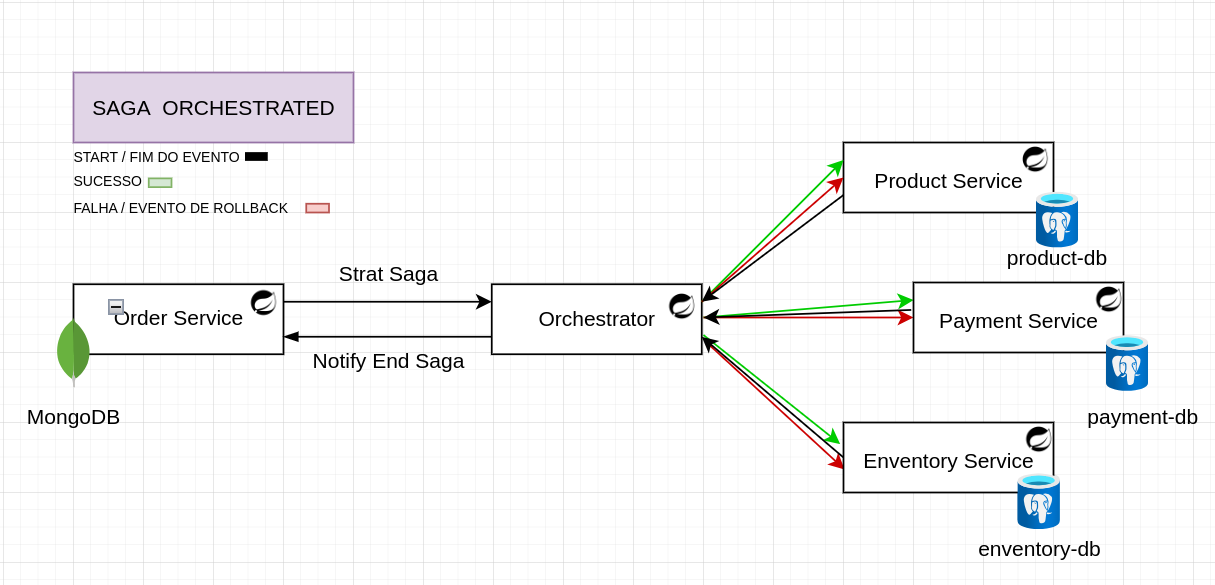 SAGA ORCHESTRATED
START / FIM DO EVENTO
SUCESSO
FALHA / EVENTO DE ROLLBACK
Strat Saga
Order Service
Notify End Saga
MongoDB
Orchestrator
Product Service
product-db
Payment Service
payment-db
Enventory Service
enventory-db